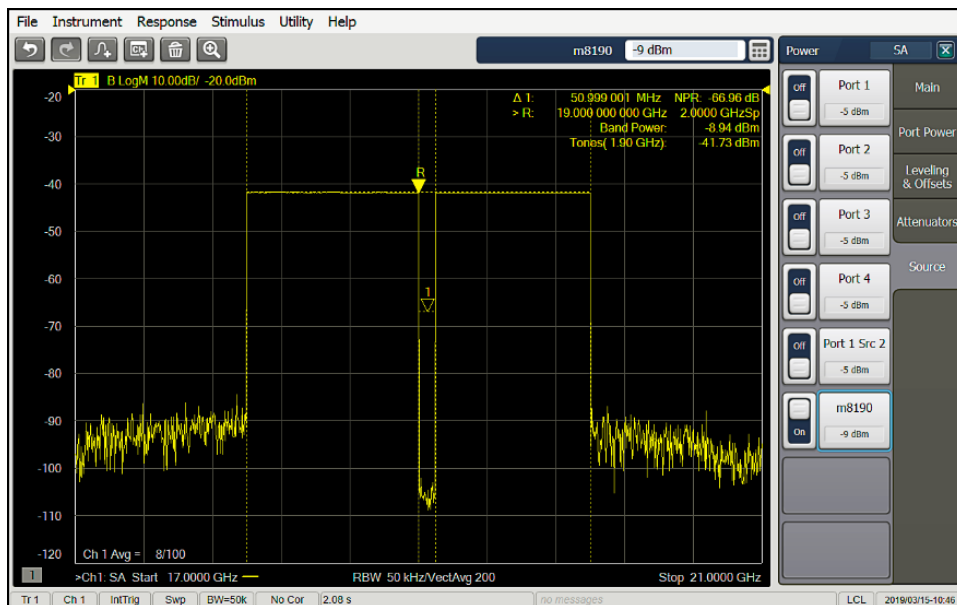 File Instrument Response Stimulus Utility Help
m8190 -9 dBm
Power SA X
Tr 1 B LogM 10.00dB/ -20.0dBm
Δ 1: 50.999 001 MHz NPR: -66.96 dB
> R: 19.000 000 000 GHz 2.0000 GHzSp
Band Power: -8.94 dBm
Tones( 1.90 GHz): -41.73 dBm
-20
-30
-40
-50
-60
-70
-80
-90
-100
-110
-120
R
1
Ch 1 Avg = 8/100
1
>Ch1: SA Start 17.0000 GHz
RBW 50 kHz/VectAvg 200
Stop 21.0000 GHz
Off Port 1
-5 dBm
Off Port 2
-5 dBm
Off Port 3
-5 dBm
Off Port 4
-5 dBm
Off Port 1 Src 2
-5 dBm
m8190
On -9 dBm
Main
Port Power
Leveling
& Offsets
Attenuators
Source
Tr 1 Ch 1 IntTrig Swp BW=50k No Cor 2.08 s no messages LCL 2019/03/15-10:46